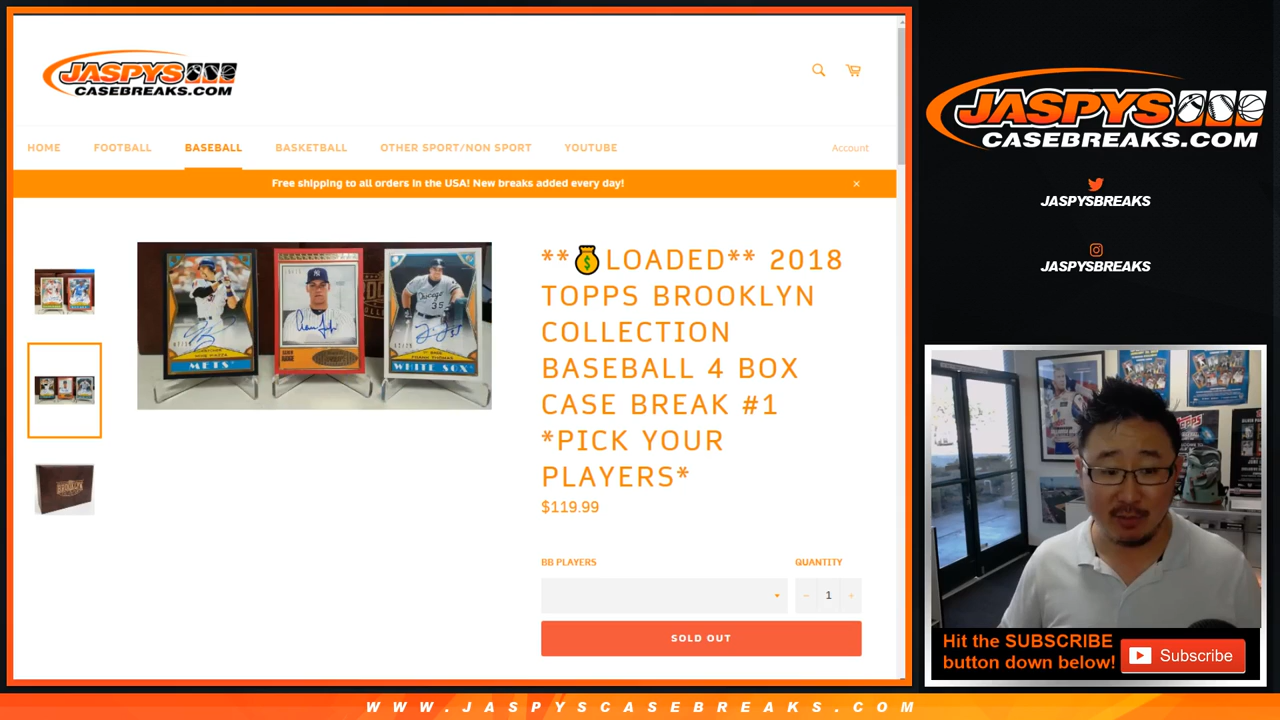 JASPYS
CASEBREAKS.COM
HOME
FOOTBALL
BASEBALL
BASKETBALL
OTHER SPORT/NON SPORT
YOUTUBE
Account
Free shipping to all orders in the USA! New breaks added every day!
×
METS
WHITE SOX
Chicago
35
**💰LOADED** 2018
TOPPS BROOKLYN
COLLECTION
BASEBALL 4 BOX
CASE BREAK #1
*PICK YOUR
PLAYERS*
$119.99
BB PLAYERS
QUANTITY
− 1 +
SOLD OUT
JASPYS
CASEBREAKS.COM
JASPYSBREAKS
JASPYSBREAKS
Hit the SUBSCRIBE
button down below!
Subscribe
WWW.JASPYSCASEBREAKS.COM